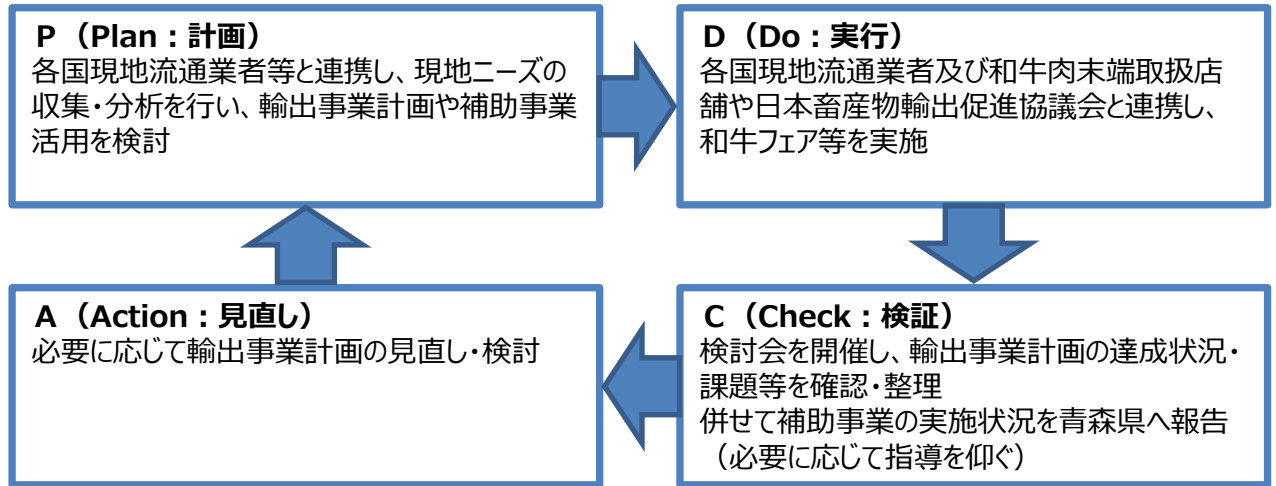 P（Plan：計画）
各国現地流通業者等と連携し、現地ニーズの
収集・分析を行い、輸出事業計画や補助事業
活用を検討
D（Do：実行）
各国現地流通業者及び和牛肉末端取扱店
舗や日本畜産物輸出促進協議会と連携し、
和牛フェア等を実施
A（Action：見直し）
必要に応じて輸出事業計画の見直し・検討
C（Check：検証）
検討会を開催し、輸出事業計画の達成状況・
課題等を確認・整理
併せて補助事業の実施状況を青森県へ報告
（必要に応じて指導を仰ぐ）